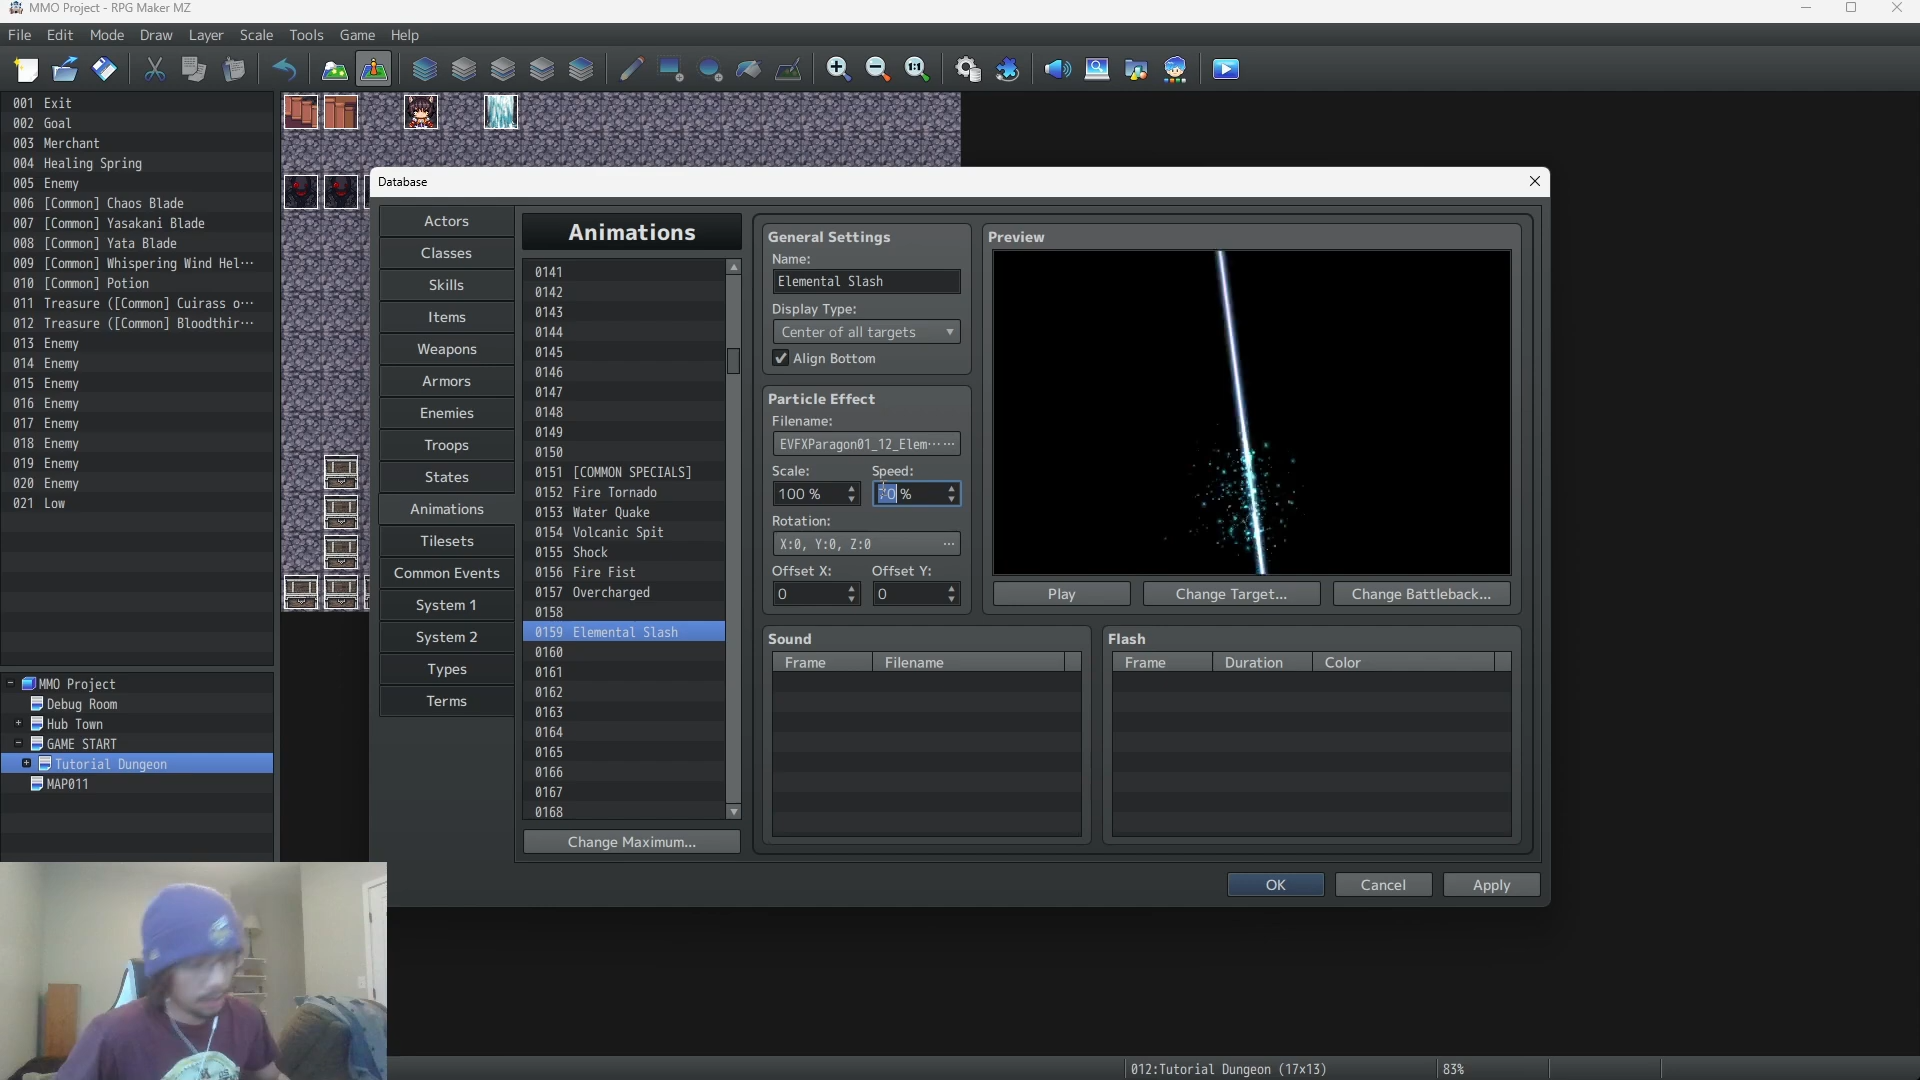 MMO Project - RPG Maker MZ
File Edit Mode Draw Layer Scale Tools Game Help
001 Exit
002 Goal
003 Merchant
004 Healing Spring
005 Enemy
006 [Common] Chaos Blade
007 [Common] Yasakani Blade
008 [Common] Yata Blade
009 [Common] Whispering Wind Hel…
010 [Common] Potion
011 Treasure ([Common] Cuirass o…
012 Treasure ([Common] Bloodthir…
013 Enemy
014 Enemy
015 Enemy
016 Enemy
017 Enemy
018 Enemy
019 Enemy
020 Enemy
021 Low
MMO Project
Debug Room
Hub Town
GAME START
Tutorial Dungeon
MAP011
Database
Actors
Classes
Skills
Items
Weapons
Armors
Enemies
Troops
States
Animations
Tilesets
Common Events
System 1
System 2
Types
Terms
Animations
0141
0142
0143
0144
0145
0146
0147
0148
0149
0150
0151 [COMMON SPECIALS]
0152 Fire Tornado
0153 Water Quake
0154 Volcanic Spit
0155 Shock
0156 Fire Fist
0157 Overcharged
0158
0159 Elemental Slash
0160
0161
0162
0163
0164
0165
0166
0167
0168
Change Maximum...
General Settings
Name:
Elemental Slash
Display Type:
Center of all targets
Align Bottom
Particle Effect
Filename:
EVFXParagon01_12_Elem… …
Scale: Speed:
100 % 70 %
Rotation:
X:0, Y:0, Z:0 …
Offset X: Offset Y:
0 0
Preview
Play Change Target... Change Battleback...
Sound
Frame Filename
Flash
Frame Duration Color
OK Cancel Apply
012:Tutorial Dungeon (17x13) 83%